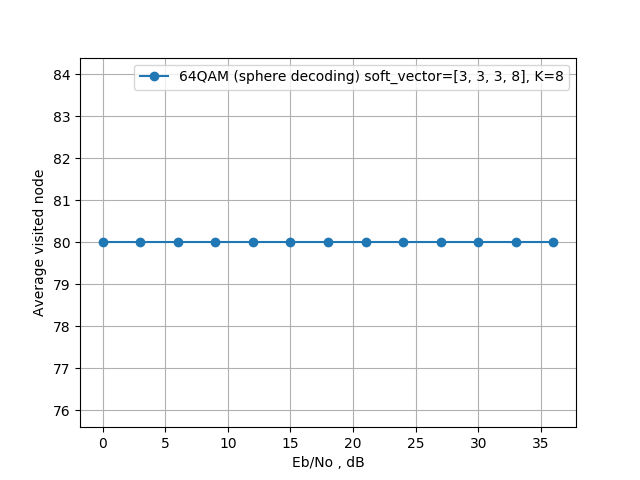 64QAM (sphere decoding) soft_vector=[3, 3, 3, 8], K=8
84
83
82
81
80
79
78
77
76
Average visited node
0 5 10 15 20 25 30 35
Eb/No , dB